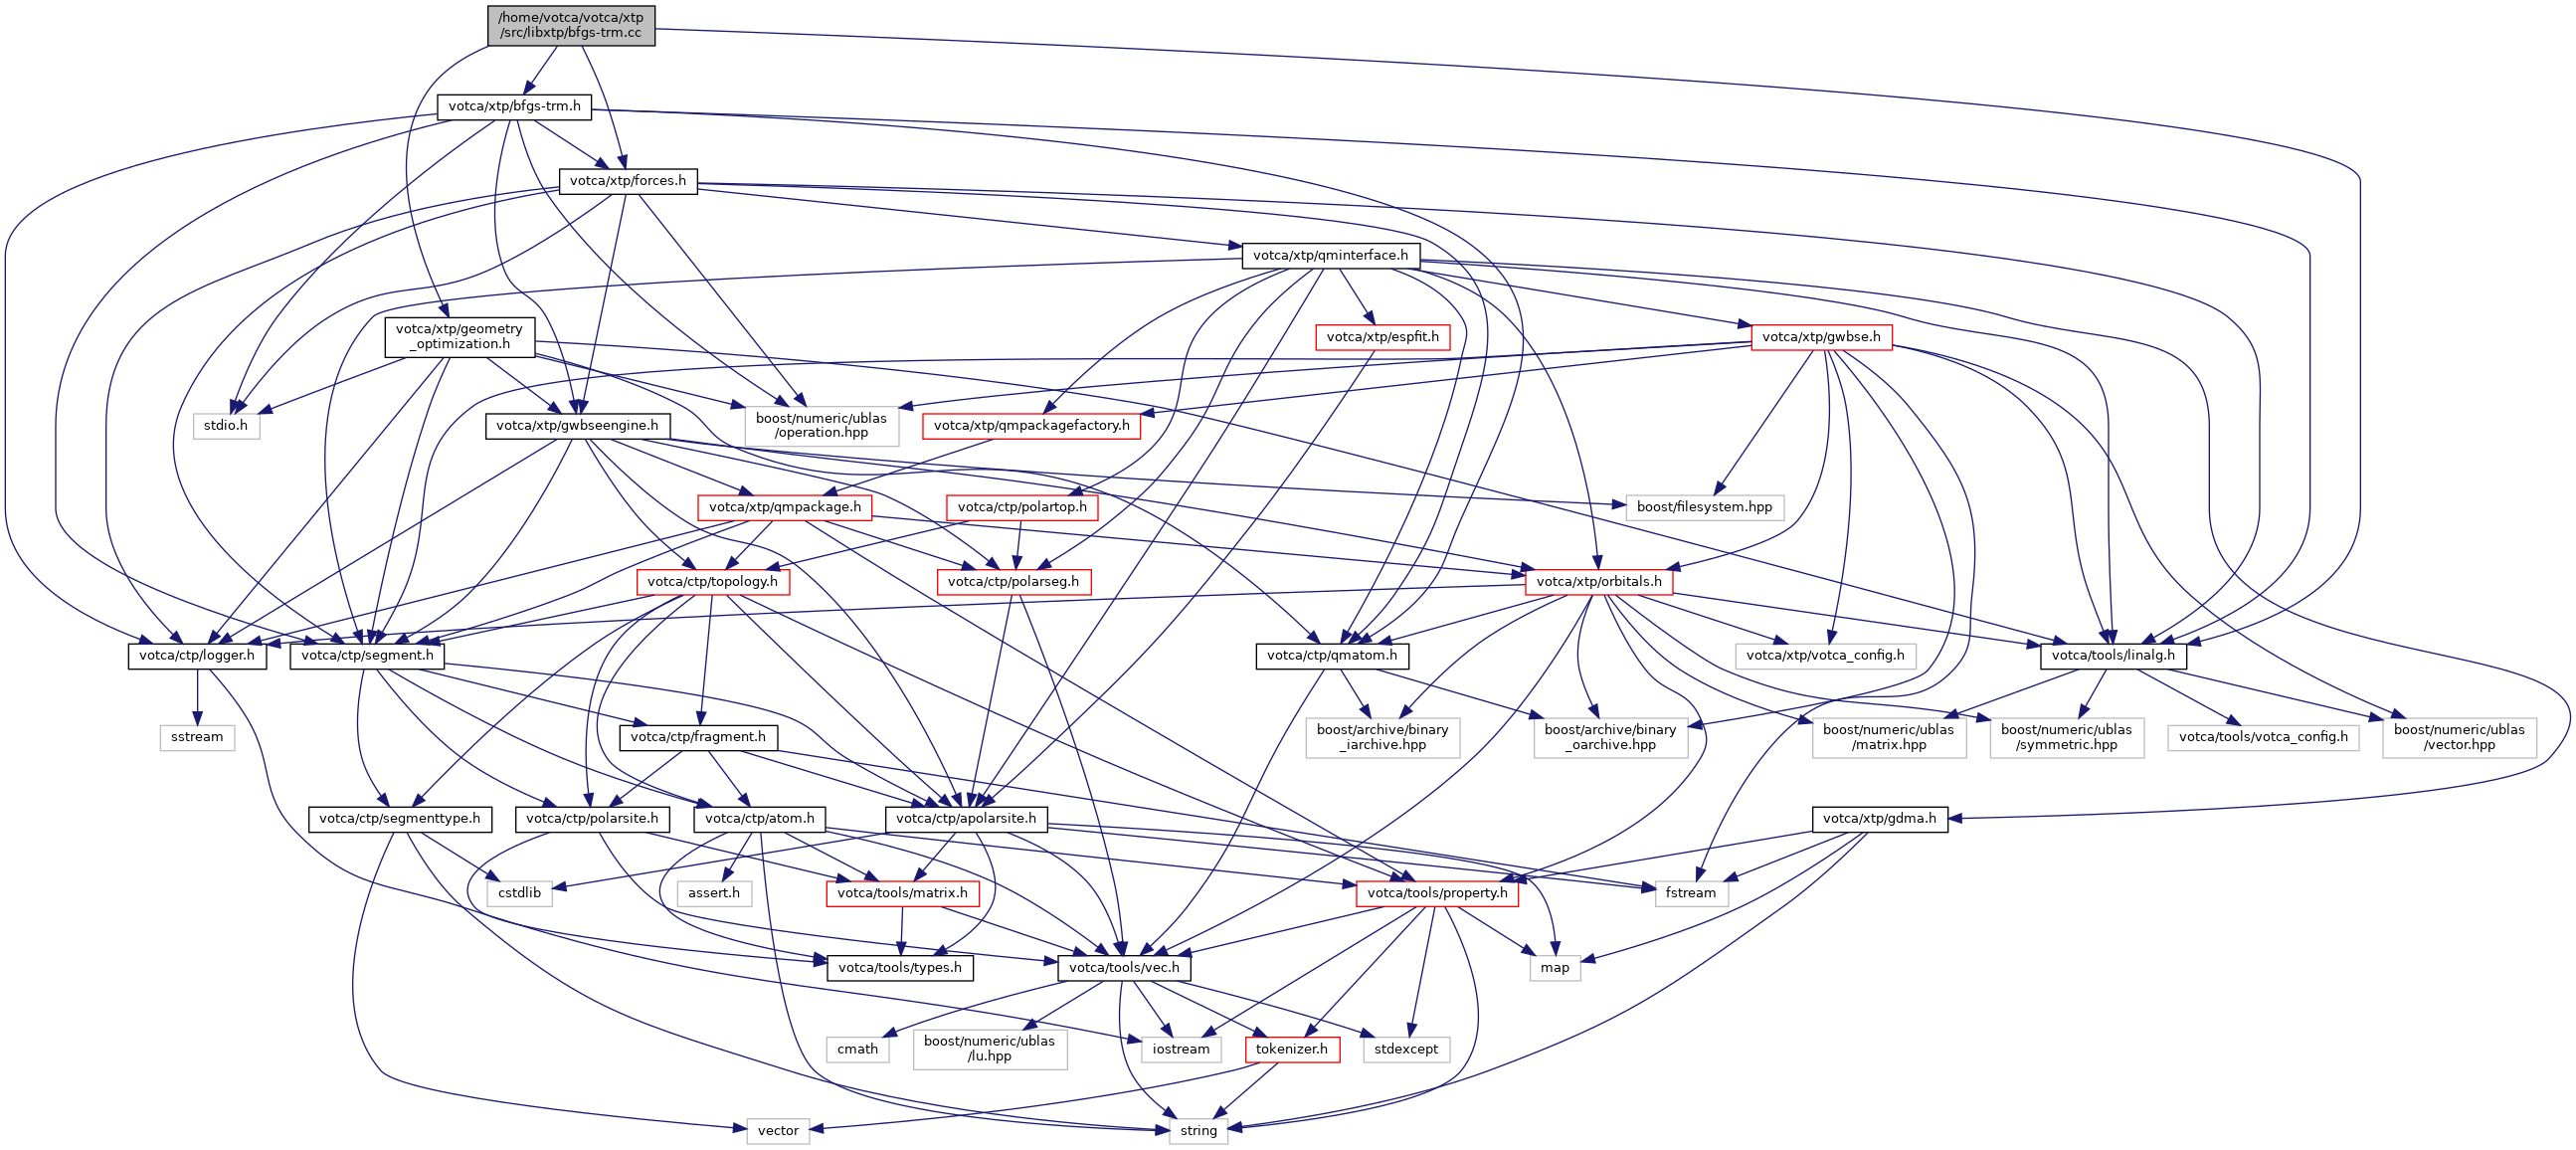 /home/votca/votca/xtp
/src/libxtp/bfgs-trm.cc
votca/xtp/bfgs-trm.h
votca/xtp/forces.h
votca/xtp/qminterface.h
votca/xtp/geometry
_optimization.h
votca/xtp/espfit.h
votca/xtp/gwbse.h
stdio.h
votca/xtp/gwbseengine.h
boost/numeric/ublas
/operation.hpp
votca/xtp/qmpackagefactory.h
votca/xtp/qmpackage.h
votca/ctp/polartop.h
boost/filesystem.hpp
votca/ctp/topology.h
votca/ctp/polarseg.h
votca/xtp/orbitals.h
votca/ctp/logger.h
votca/ctp/segment.h
votca/ctp/qmatom.h
votca/xtp/votca_config.h
votca/tools/linalg.h
sstream
votca/ctp/fragment.h
boost/archive/binary
_iarchive.hpp
boost/archive/binary
_oarchive.hpp
boost/numeric/ublas
/matrix.hpp
boost/numeric/ublas
/symmetric.hpp
votca/tools/votca_config.h
boost/numeric/ublas
/vector.hpp
votca/ctp/segmenttype.h
votca/ctp/polarsite.h
votca/ctp/atom.h
votca/ctp/apolarsite.h
votca/xtp/gdma.h
cstdlib
assert.h
votca/tools/matrix.h
votca/tools/property.h
fstream
votca/tools/types.h
votca/tools/vec.h
map
cmath
boost/numeric/ublas
/lu.hpp
iostream
tokenizer.h
stdexcept
vector
string